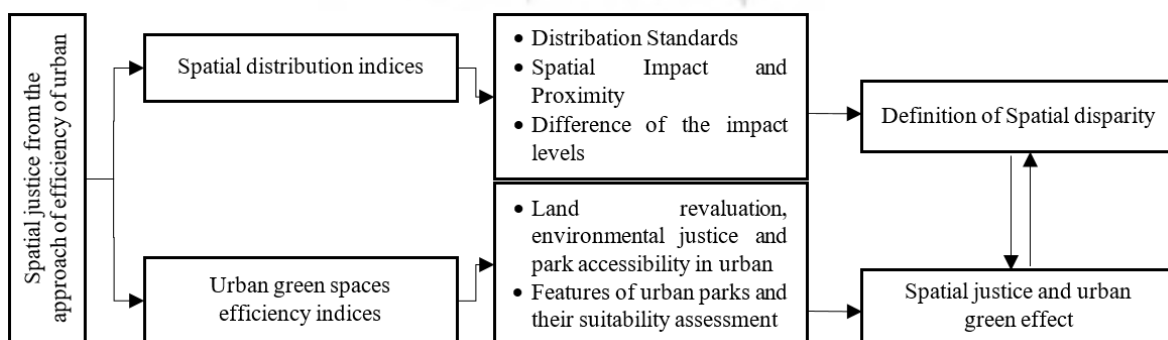 Spatial justice from the
approach of efficiency of urban
Spatial distribution indices
• Distribation Standards
• Spatial Impact and
Proximity
• Difference of the impact
levels
Definition of Spatial disparity
Urban green spaces
efficiency indices
• Land revaluation,
environmental justice and
park accessibility in urban
• Features of urban parks and
their suitability assessment
Spatial justice and urban
green effect